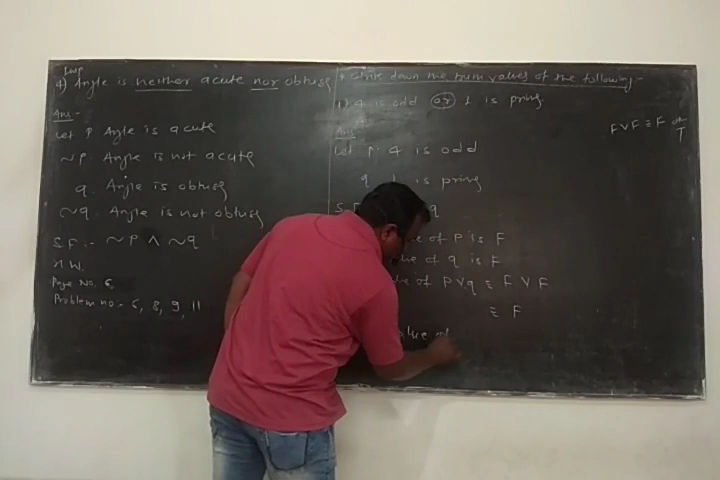 Imp
4) Angle is neither acute nor obtuse
Ans:-
Let P Angle is acute
~P. Angle is not acute
q. Angle is obtuse
~q. Angle is not obtuse
S.F:- ~P ∧ ~q
H.W.
Page No. 6,
Problem no:- 6, 8, 9, 11
* Write down the truth values of the following:-
1) 4 is odd or 1 is prime.
Ans
Let P. 4 is odd
q. 1 is prime
S.F q
of P is F
value of q is F
of P∨q ≡ F ∨ F
≡ F
value of
F∨F ≡ F or T